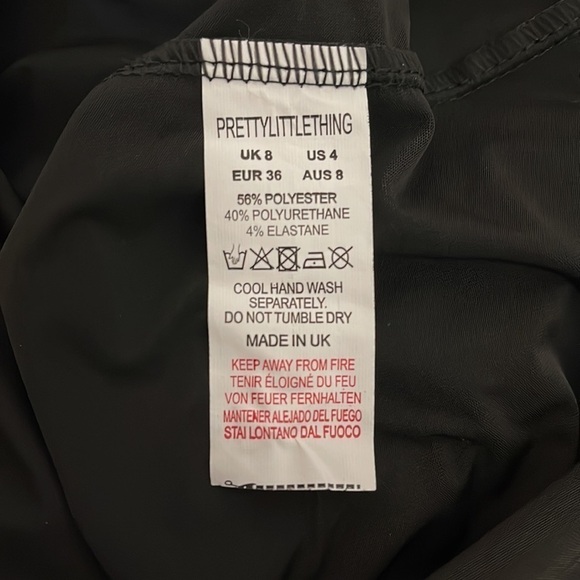 PRETTYLITTLETHING
UK 8 US 4
EUR 36 AUS 8
56% POLYESTER
40% POLYURETHANE
4% ELASTANE
COOL HAND WASH
SEPARATELY.
DO NOT TUMBLE DRY
MADE IN UK
KEEP AWAY FROM FIRE
TENIR ÉLOIGNÉ DU FEU
VON FEUER FERNHALTEN
MANTENER ALEJADO DEL FUEGO
STAI LONTANO DAL FUOCO